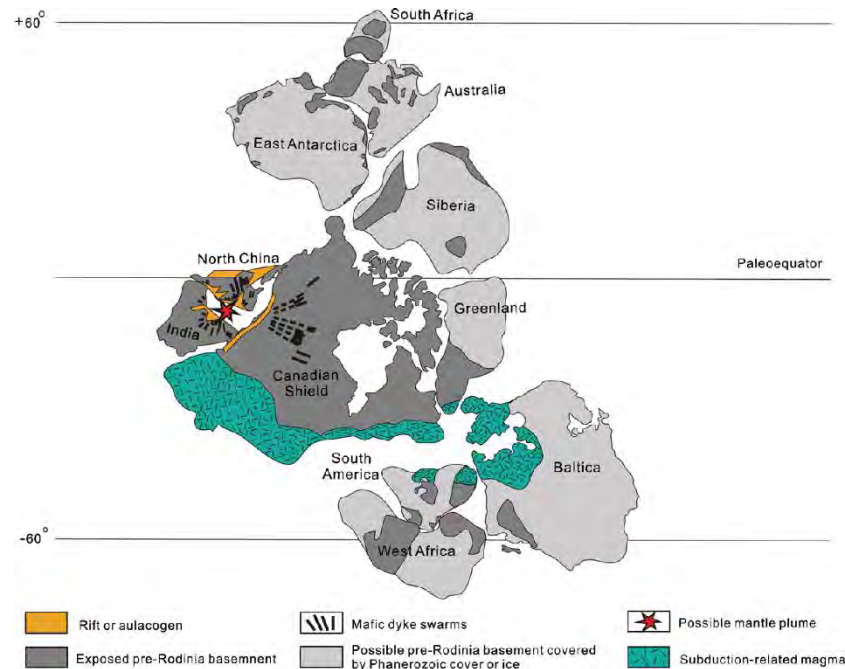 +60°
South Africa
Australia
East Antarctica
Siberia
North China
Paleoequator
Greenland
India
Canadian
Shield
South
America
Baltica
-60°
West Africa
Rift or aulacogen
Mafic dyke swarms
Possible mantle plume
Exposed pre-Rodinia basemnent
Possible pre-Rodinia basement covered
by Phanerozoic cover or ice
Subduction-related magma